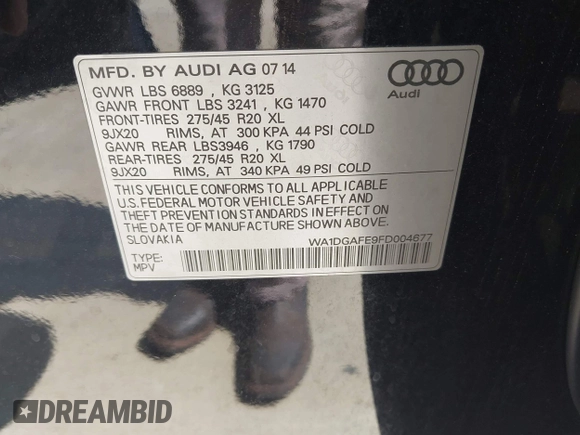 MFD. BY AUDI AG 07 14
GVWR LBS 6889 , KG 3125
GAWR FRONT LBS 3241 , KG 1470
FRONT-TIRES 275/45 R20 XL
9JX20 RIMS, AT 300 KPA 44 PSI COLD
GAWR REAR LBS3946 , KG 1790
REAR-TIRES 275/45 R20 XL
9JX20 RIMS, AT 340 KPA 49 PSI COLD
THIS VEHICLE CONFORMS TO ALL APPLICABLE
U.S. FEDERAL MOTOR VEHICLE SAFETY AND
THEFT PREVENTION STANDARDS IN EFFECT ON
THE DATE OF MANUFACTURE SHOWN ABOVE.
SLOVAKIA
WA1DGAFE9FD004677
TYPE:
MPV
Audi
DREAMBID